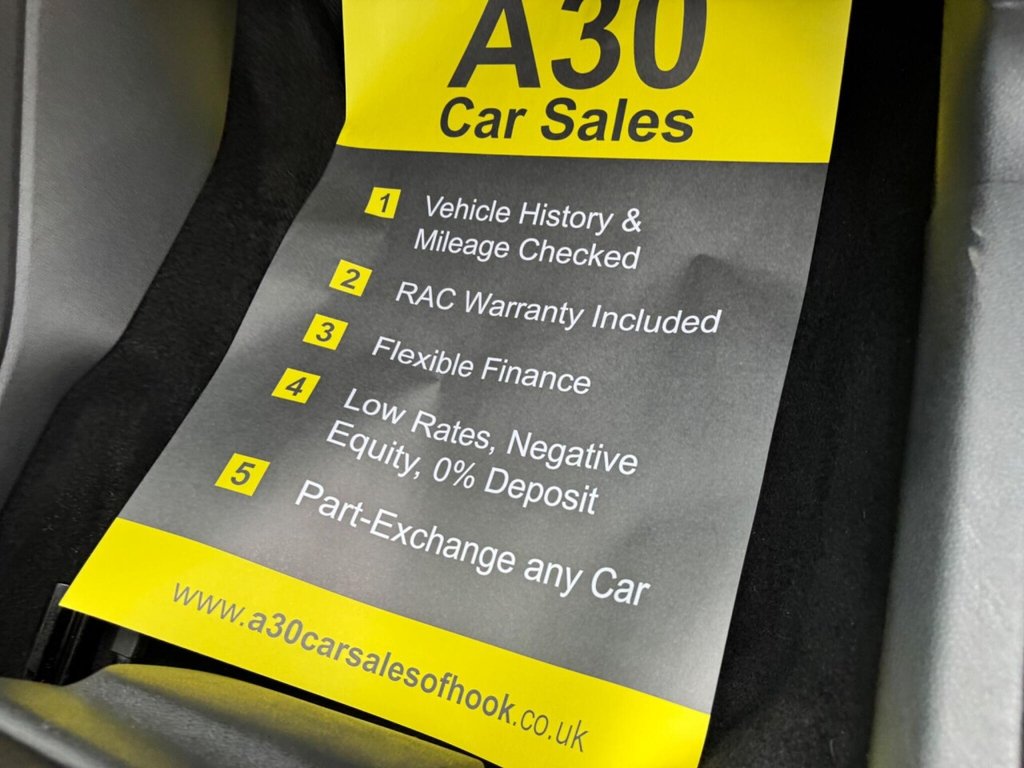 A30
Car Sales
1 Vehicle History &
Mileage Checked
2 RAC Warranty Included
3 Flexible Finance
4 Low Rates, Negative
Equity, 0% Deposit
5 Part-Exchange any Car
www.a30carsalesofhook.co.uk